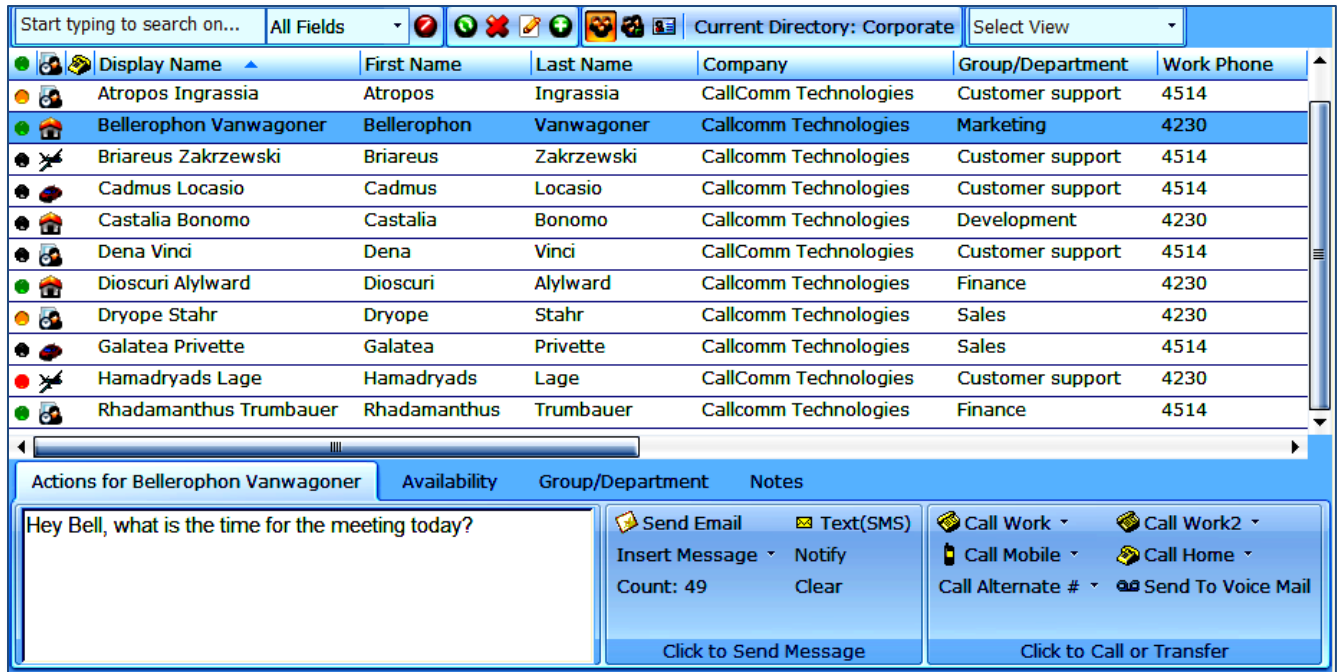 Start typing to search on... All Fields Current Directory: Corporate Select View
Display Name First Name Last Name Company Group/Department Work Phone
Atropos Ingrassia Atropos Ingrassia CallComm Technologies Customer support 4514
Bellerophon Vanwagoner Bellerophon Vanwagoner Callcomm Technologies Marketing 4230
Briareus Zakrzewski Briareus Zakrzewski Callcomm Technologies Customer support 4514
Cadmus Locasio Cadmus Locasio Callcomm Technologies Customer support 4514
Castalia Bonomo Castalia Bonomo Callcomm Technologies Development 4230
Dena Vinci Dena Vinci CallComm Technologies Customer support 4514
Dioscuri Alylward Dioscuri Alylward Callcomm Technologies Finance 4230
Dryope Stahr Dryope Stahr Callcomm Technologies Sales 4230
Galatea Privette Galatea Privette Callcomm Technologies Sales 4514
Hamadryads Lage Hamadryads Lage CallComm Technologies Customer support 4230
Rhadamanthus Trumbauer Rhadamanthus Trumbauer Callcomm Technologies Finance 4514
Actions for Bellerophon Vanwagoner Availability Group/Department Notes
Hey Bell, what is the time for the meeting today? Send Email Text(SMS) Call Work Call Work2
Insert Message Notify Call Mobile Call Home
Count: 49 Clear Call Alternate # Send To Voice Mail
Click to Send Message Click to Call or Transfer